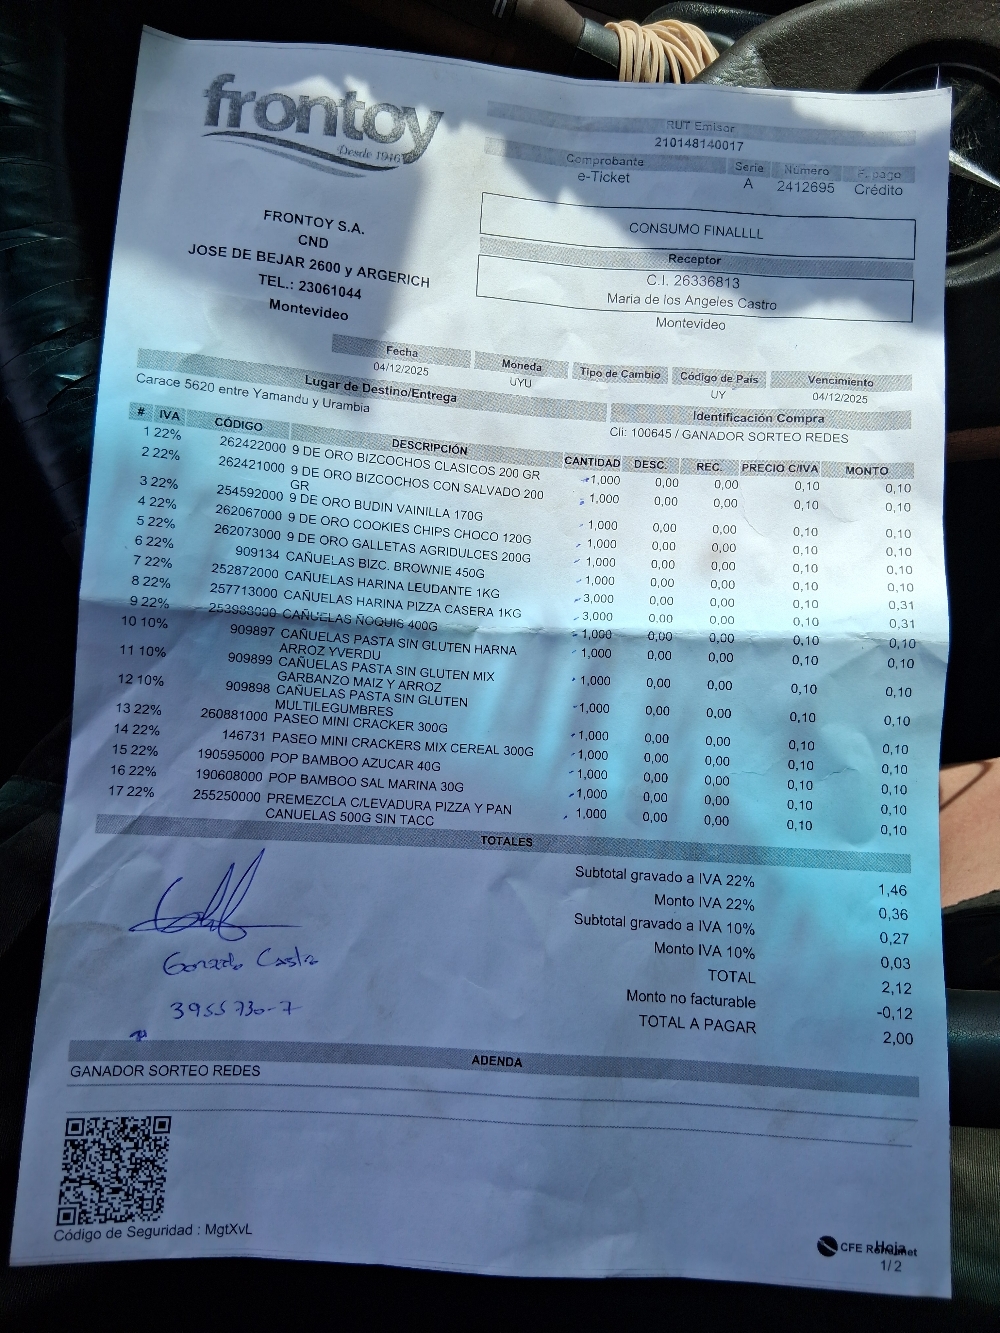 frontoy
Desde 1946
RUT Emisor
210148140017
Comprobante Serie Número F. pago
e-Ticket A 2412695 Crédito
CONSUMO FINALLLL
Receptor
C.I. 26336813
Maria de los Angeles Castro
Montevideo
FRONTOY S.A.
CND
JOSE DE BEJAR 2600 y ARGERICH
TEL.: 23061044
Montevideo
Fecha Moneda Tipo de Cambio Código de País Vencimiento
04/12/2025 UYU UY 04/12/2025
Lugar de Destino/Entrega Identificación Compra
Carace 5620 entre Yamandu y Urambia Cli: 100645 / GANADOR SORTEO REDES
# IVA CÓDIGO DESCRIPCIÓN CANTIDAD DESC. REC. PRECIO C/IVA MONTO
1 22% 262422000 9 DE ORO BIZCOCHOS CLASICOS 200 GR 1,000 0,00 0,00 0,10 0,10
2 22% 262421000 9 DE ORO BIZCOCHOS CON SALVADO 200 1,000 0,00 0,00 0,10 0,10
GR
3 22% 254592000 9 DE ORO BUDIN VAINILLA 170G 1,000 0,00 0,00 0,10 0,10
4 22% 262067000 9 DE ORO COOKIES CHIPS CHOCO 120G 1,000 0,00 0,00 0,10 0,10
5 22% 262073000 9 DE ORO GALLETAS AGRIDULCES 200G 1,000 0,00 0,00 0,10 0,10
6 22% 909134 CAÑUELAS BIZC. BROWNIE 450G 1,000 0,00 0,00 0,10 0,10
7 22% 252872000 CAÑUELAS HARINA LEUDANTE 1KG 3,000 0,00 0,00 0,10 0,31
8 22% 257713000 CAÑUELAS HARINA PIZZA CASERA 1KG 3,000 0,00 0,00 0,10 0,31
9 22% 253988000 CAÑUELAS ÑOQUIS 400G 1,000 0,00 0,00 0,10 0,10
10 10% 909897 CAÑUELAS PASTA SIN GLUTEN HARNA 1,000 0,00 0,00 0,10 0,10
ARROZ YVERDU
11 10% 909899 CAÑUELAS PASTA SIN GLUTEN MIX 1,000 0,00 0,00 0,10 0,10
GARBANZO MAIZ Y ARROZ
12 10% 909898 CAÑUELAS PASTA SIN GLUTEN 1,000 0,00 0,00 0,10 0,10
MULTILEGUMBRES
13 22% 260881000 PASEO MINI CRACKER 300G 1,000 0,00 0,00 0,10 0,10
14 22% 146731 PASEO MINI CRACKERS MIX CEREAL 300G 1,000 0,00 0,00 0,10 0,10
15 22% 190595000 POP BAMBOO AZUCAR 40G 1,000 0,00 0,00 0,10 0,10
16 22% 190608000 POP BAMBOO SAL MARINA 30G 1,000 0,00 0,00 0,10 0,10
17 22% 255250000 PREMEZCLA C/LEVADURA PIZZA Y PAN 1,000 0,00 0,00 0,10 0,10
CAÑUELAS 500G SIN TACC
TOTALES
Subtotal gravado a IVA 22% 1,46
Monto IVA 22% 0,36
Subtotal gravado a IVA 10% 0,27
Monto IVA 10% 0,03
TOTAL 2,12
Monto no facturable -0,12
TOTAL A PAGAR 2,00
Gonzalo Castro
3955730-7
ADENDA
GANADOR SORTEO REDES
Código de Seguridad : MgtXvL
CFE
Hoja
1/ 2